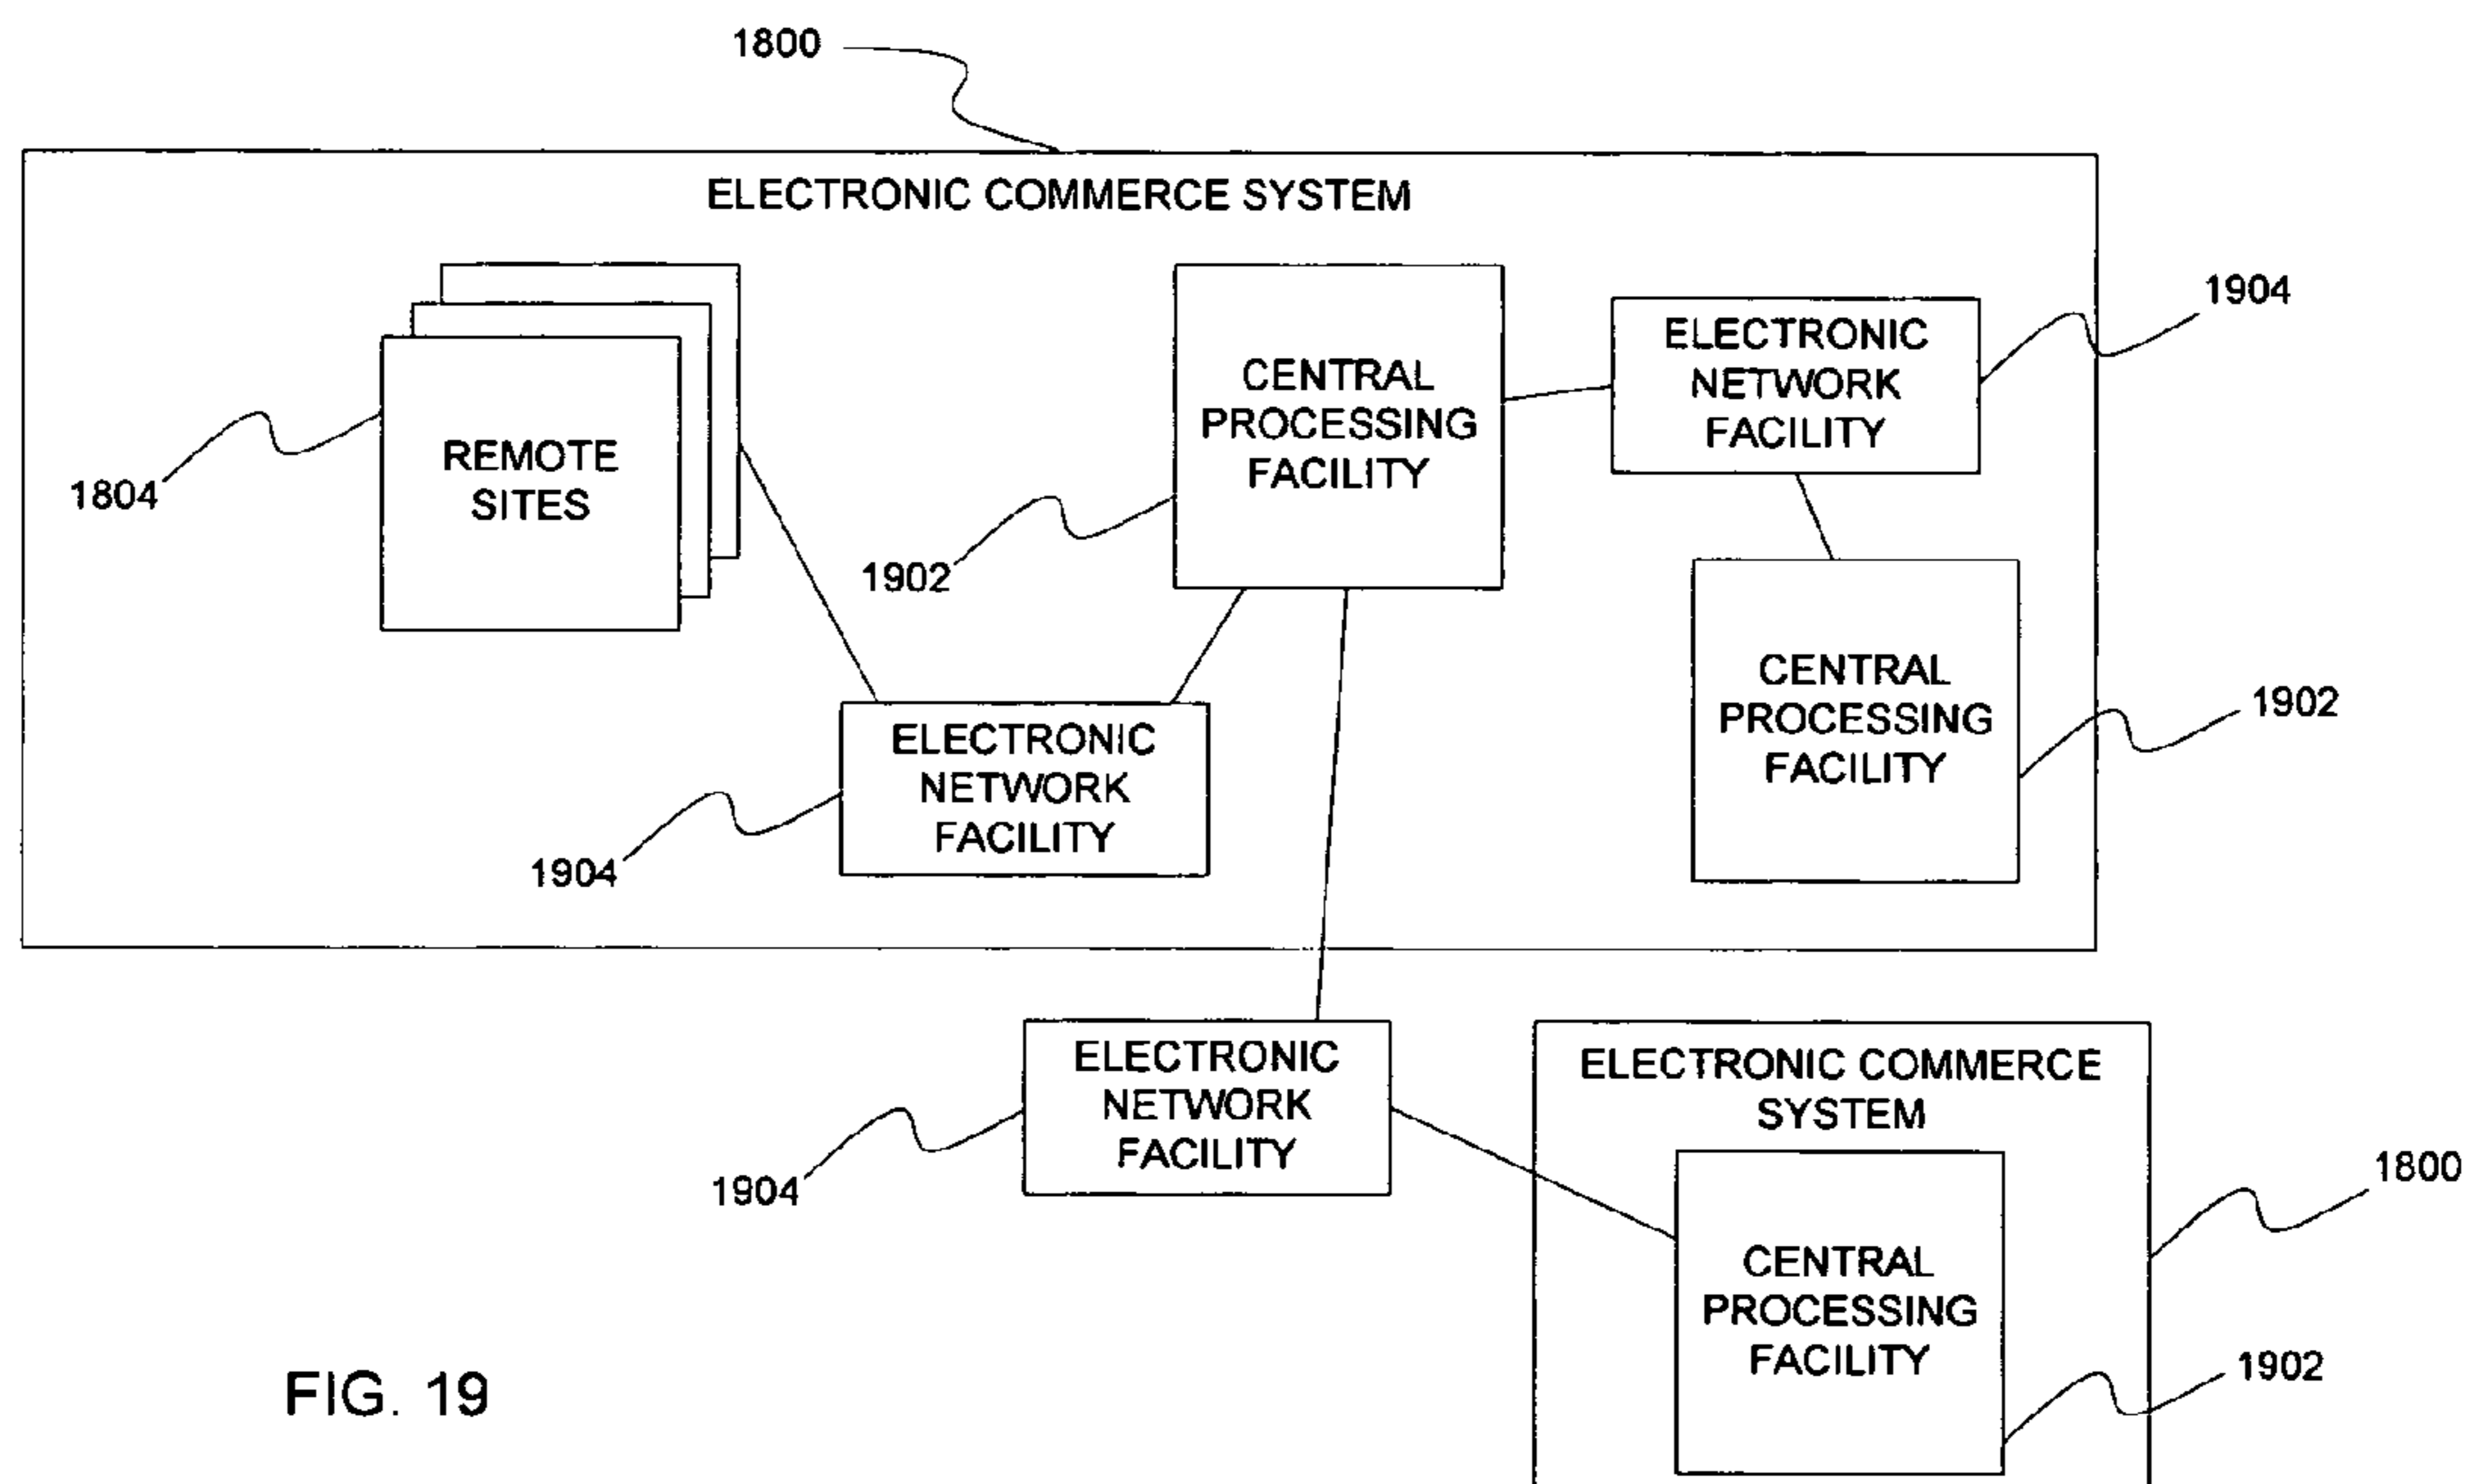 1800
ELECTRONIC COMMERCE SYSTEM
1904
ELECTRONIC
NETWORK
FACILITY
CENTRAL
PROCESSING
FACILITY
REMOTE
SITES
1804
1902
CENTRAL
PROCESSING
FACILITY
1902
ELECTRONIC
NETWORK
FACILITY
1904
ELECTRONIC
NETWORK
FACILITY
1904
ELECTRONIC COMMERCE
SYSTEM
1800
CENTRAL
PROCESSING
FACILITY
1902
FIG. 19